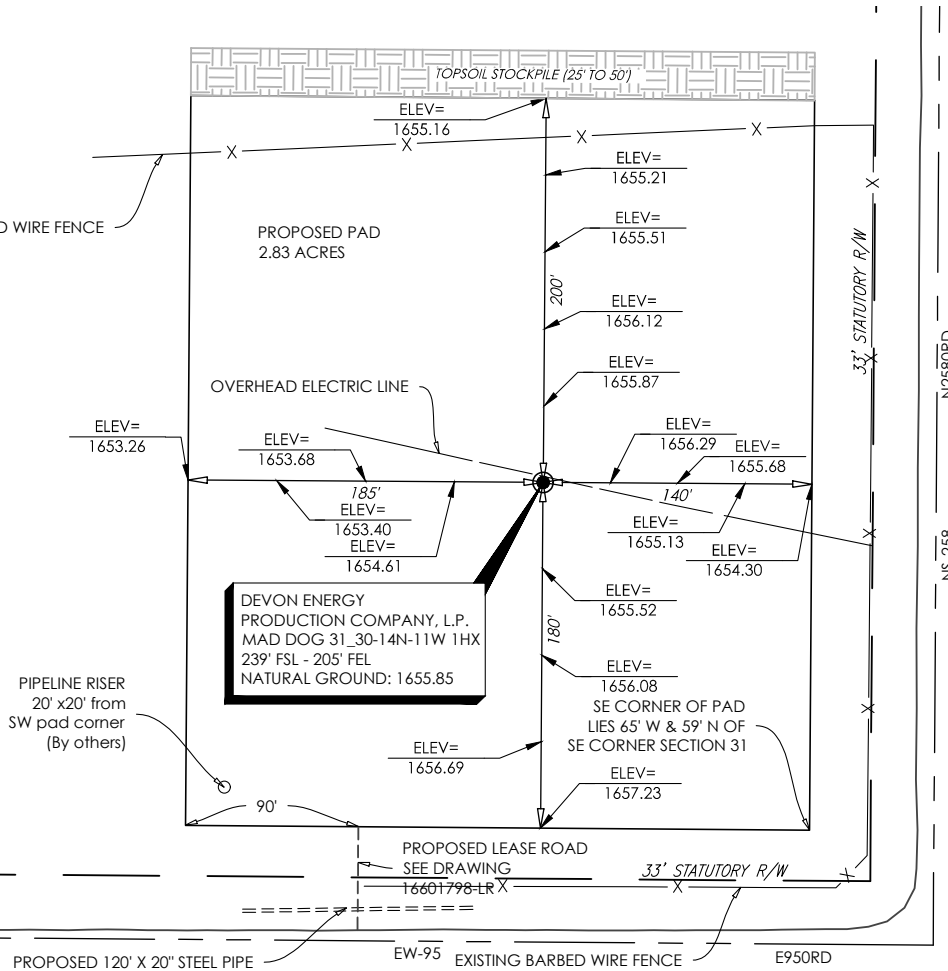 TOPSOIL STOCKPILE (25' TO 50')
ELEV=
1655.16
ELEV=
1655.21
D WIRE FENCE
PROPOSED PAD
2.83 ACRES
ELEV=
1655.51
33' STATUTORY R/W
200'
ELEV=
1656.12
N2580RD
OVERHEAD ELECTRIC LINE
ELEV=
1655.87
ELEV=
1653.26
ELEV=
1653.68
ELEV=
1656.29
ELEV=
1655.68
185'
140'
ELEV=
1653.40
ELEV=
1654.61
ELEV=
1655.13
ELEV=
1654.30
NS-258
DEVON ENERGY
PRODUCTION COMPANY, L.P.
MAD DOG 31_30-14N-11W 1HX
239' FSL - 205' FEL
NATURAL GROUND: 1655.85
ELEV=
1655.52
180'
ELEV=
1656.08
PIPELINE RISER
20' x20' from
SW pad corner
(By others)
SE CORNER OF PAD
LIES 65' W & 59' N OF
SE CORNER SECTION 31
ELEV=
1656.69
ELEV=
1657.23
90'
PROPOSED LEASE ROAD
SEE DRAWING
16601798-LR
33' STATUTORY R/W
PROPOSED 120' X 20" STEEL PIPE
EW-95
EXISTING BARBED WIRE FENCE
E950RD